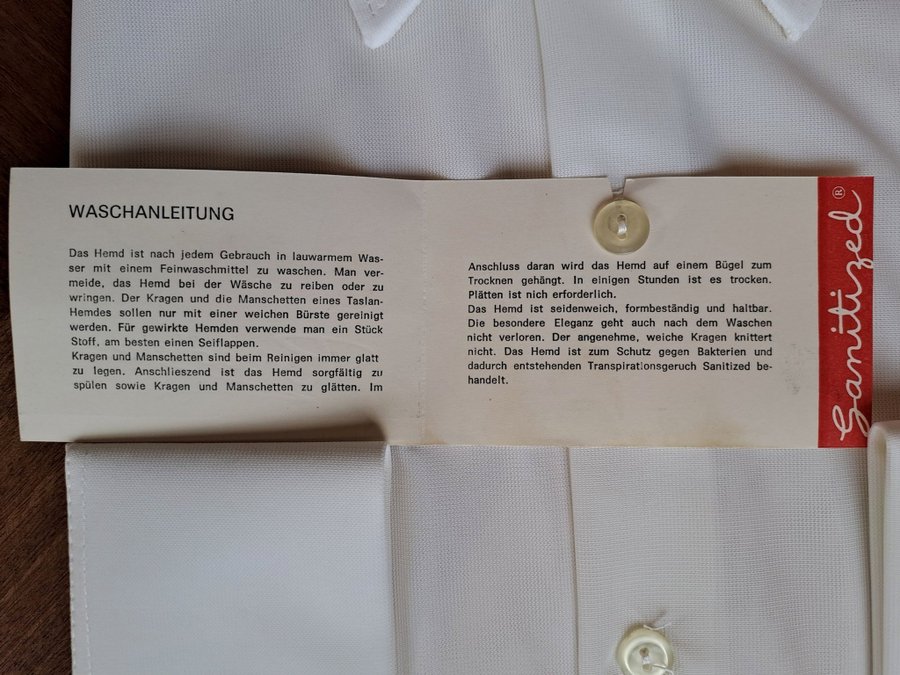 WASCHANLEITUNG
Das Hemd ist nach jedem Gebrauch in lauwarmem Was-
ser mit einem Feinwaschmittel zu waschen. Man ver-
meide, das Hemd bei der Wäsche zu reiben oder zu
wringen. Der Kragen und die Manschetten eines Taslan-
Hemdes sollen nur mit einer weichen Bürste gereinigt
werden. Für gewirkte Hemden verwende man ein Stück
Stoff, am besten einen Seiflappen.
Kragen und Manschetten sind beim Reinigen immer glatt
zu legen. Anschlieszend ist das Hemd sorgfältig zu
spülen sowie Kragen und Manschetten zu glätten. Im
Anschluss daran wird das Hemd auf einem Bügel zum
Trocknen gehängt. In einigen Stunden ist es trocken.
Plätten ist nich erforderlich.
Das Hemd ist seidenweich, formbeständig und haltbar.
Die besondere Eleganz geht auch nach dem Waschen
nicht verloren. Der angenehme, weiche Kragen knittert
nicht. Das Hemd ist zum Schutz gegen Bakterien und
dadurch entstehenden Transpirationsgeruch Sanitized be-
handelt.
Sanitized ®